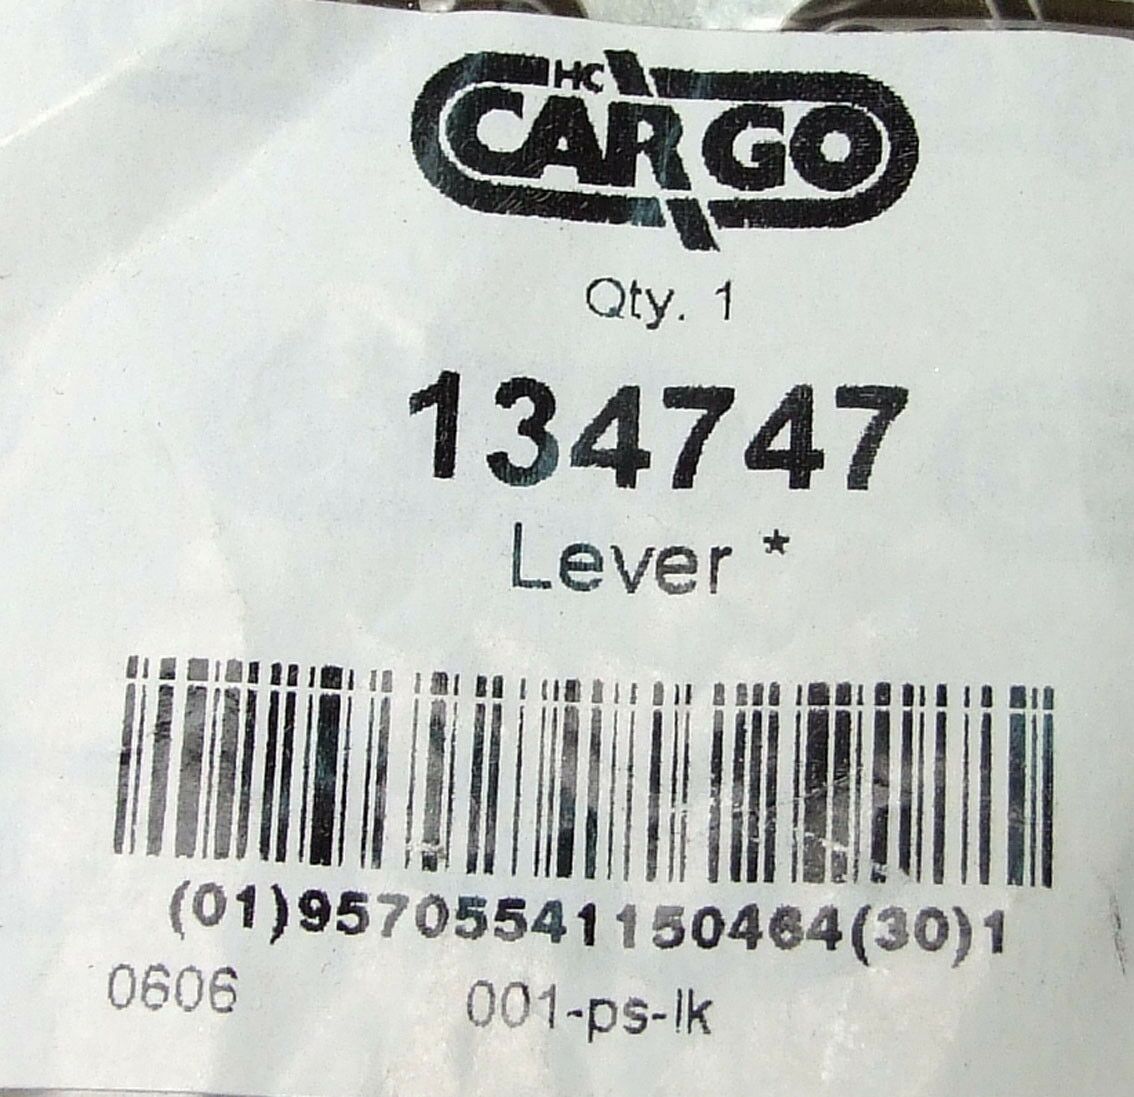 HC
CARGO
Qty. 1
134747
Lever *
(01)95705541150464(30)1
0606 001-ps-lk